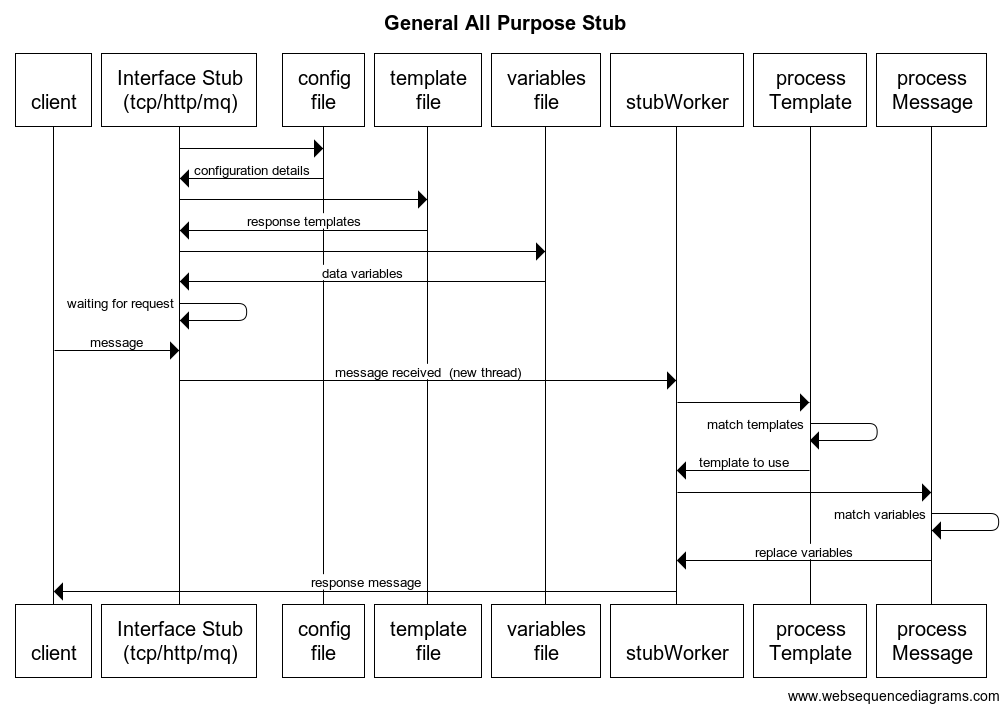 General All Purpose Stub
client
Interface Stub
(tcp/http/mq)
config
file
template
file
variables
file
stubWorker
process
Template
process
Message
configuration details
response templates
data variables
waiting for request
message
message received (new thread)
match templates
template to use
match variables
replace variables
response message
client
Interface Stub
(tcp/http/mq)
config
file
template
file
variables
file
stubWorker
process
Template
process
Message
www.websequencediagrams.com